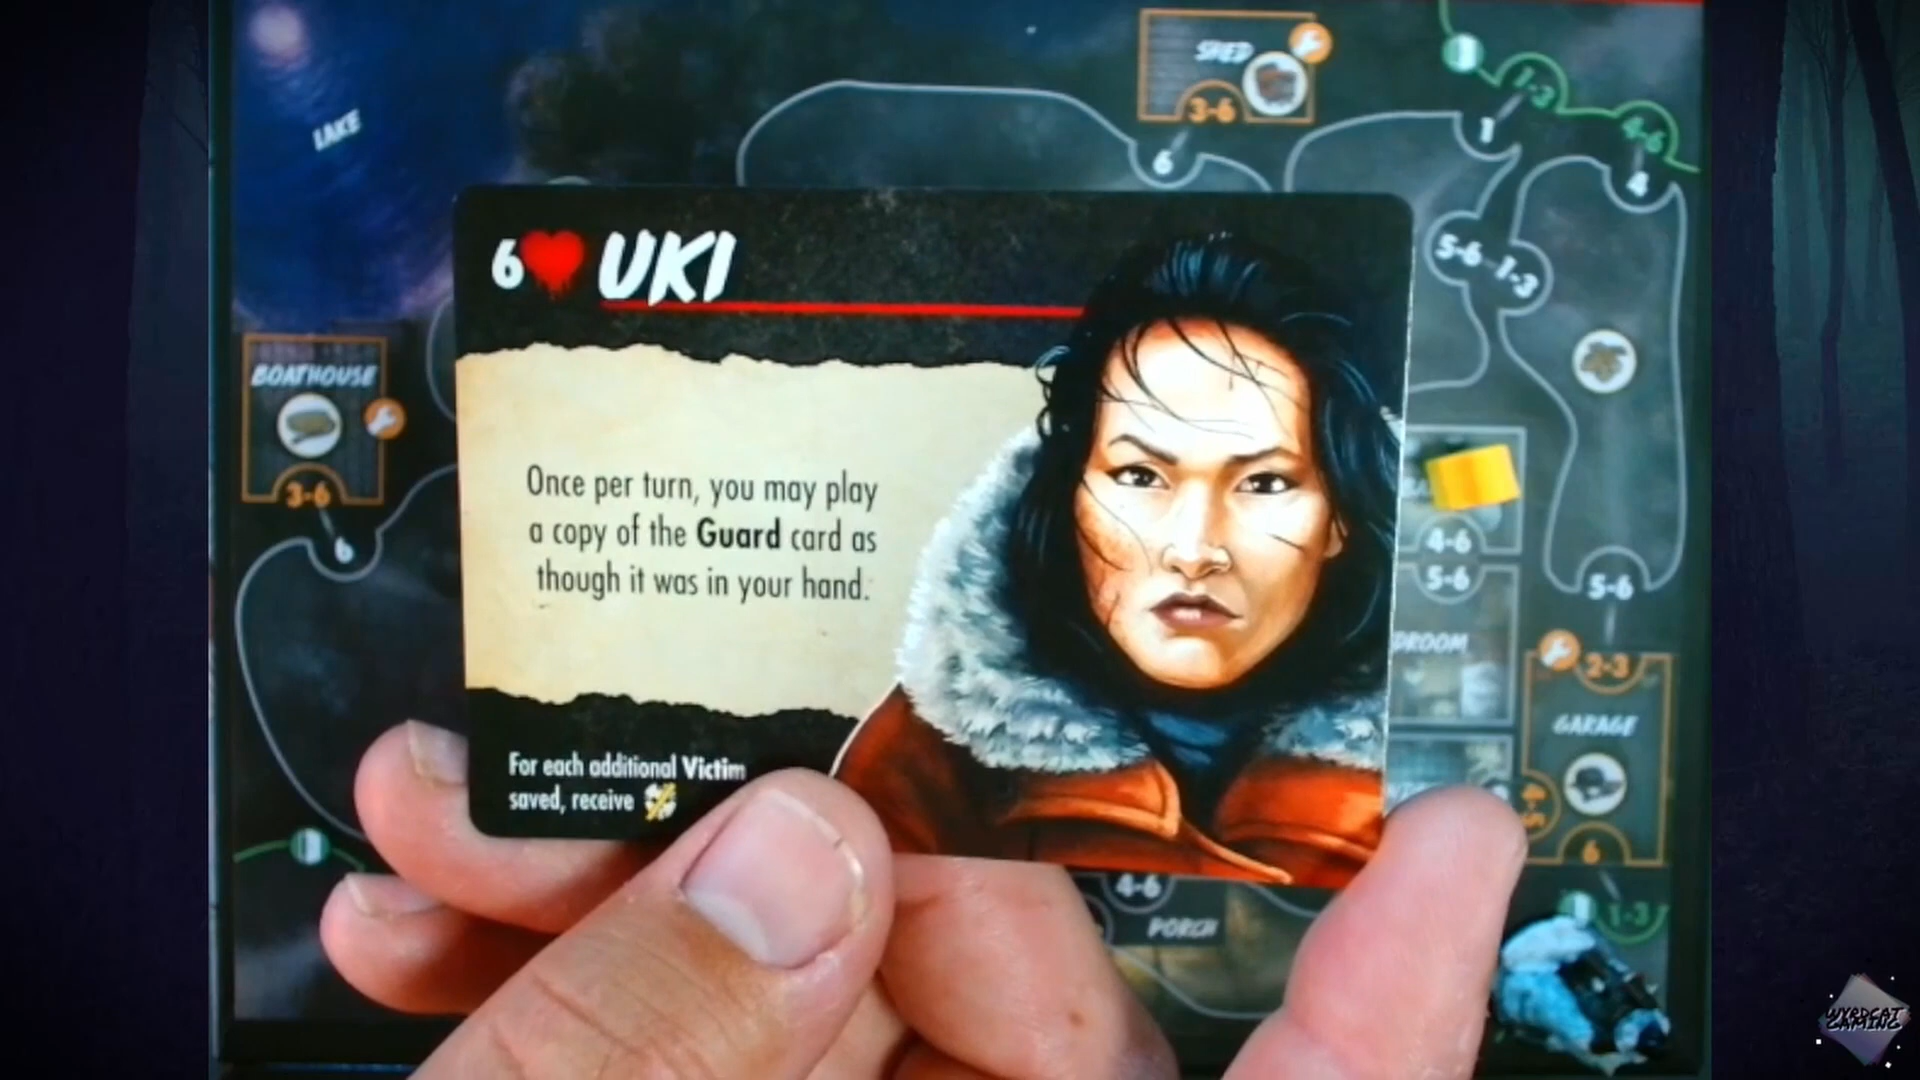 SHED
3-6
1-3
4-6
LAKE
6
1
4
5-6
1-3
6 UKI
BOATHOUSE
3-6
6
Once per turn, you may play
a copy of the Guard card as
though it was in your hand.
4-6
5-6
5-6
2-3
GARAGE
6
For each additional Victim
saved, receive
4-6
PORCH
1-3
WYRDCAT
GAMING